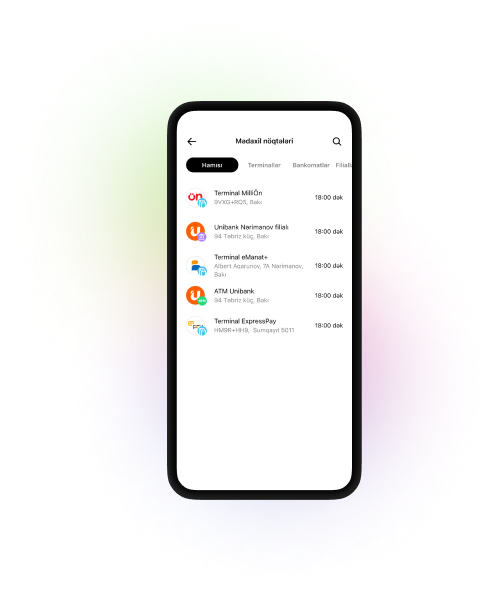 Mədaxil nöqtələri
Hamısı Terminallar Bankomatlar
ön
Terminal MilliÖn
9VXG+RQ5, Bakı
18:00 dək
Unibank Nərimanov filialı
94 Təbriz küç, Bakı
18:00 dək
Terminal eManat+
Albert Aqarunov, 7A Nərimanov,
Bakı
18:00 dək
ATM Unibank
94 Təbriz küç, Bakı
18:00 dək
Terminal ExpressPay
HM9R+HH9, Sumqayıt 5011
18:00 dək